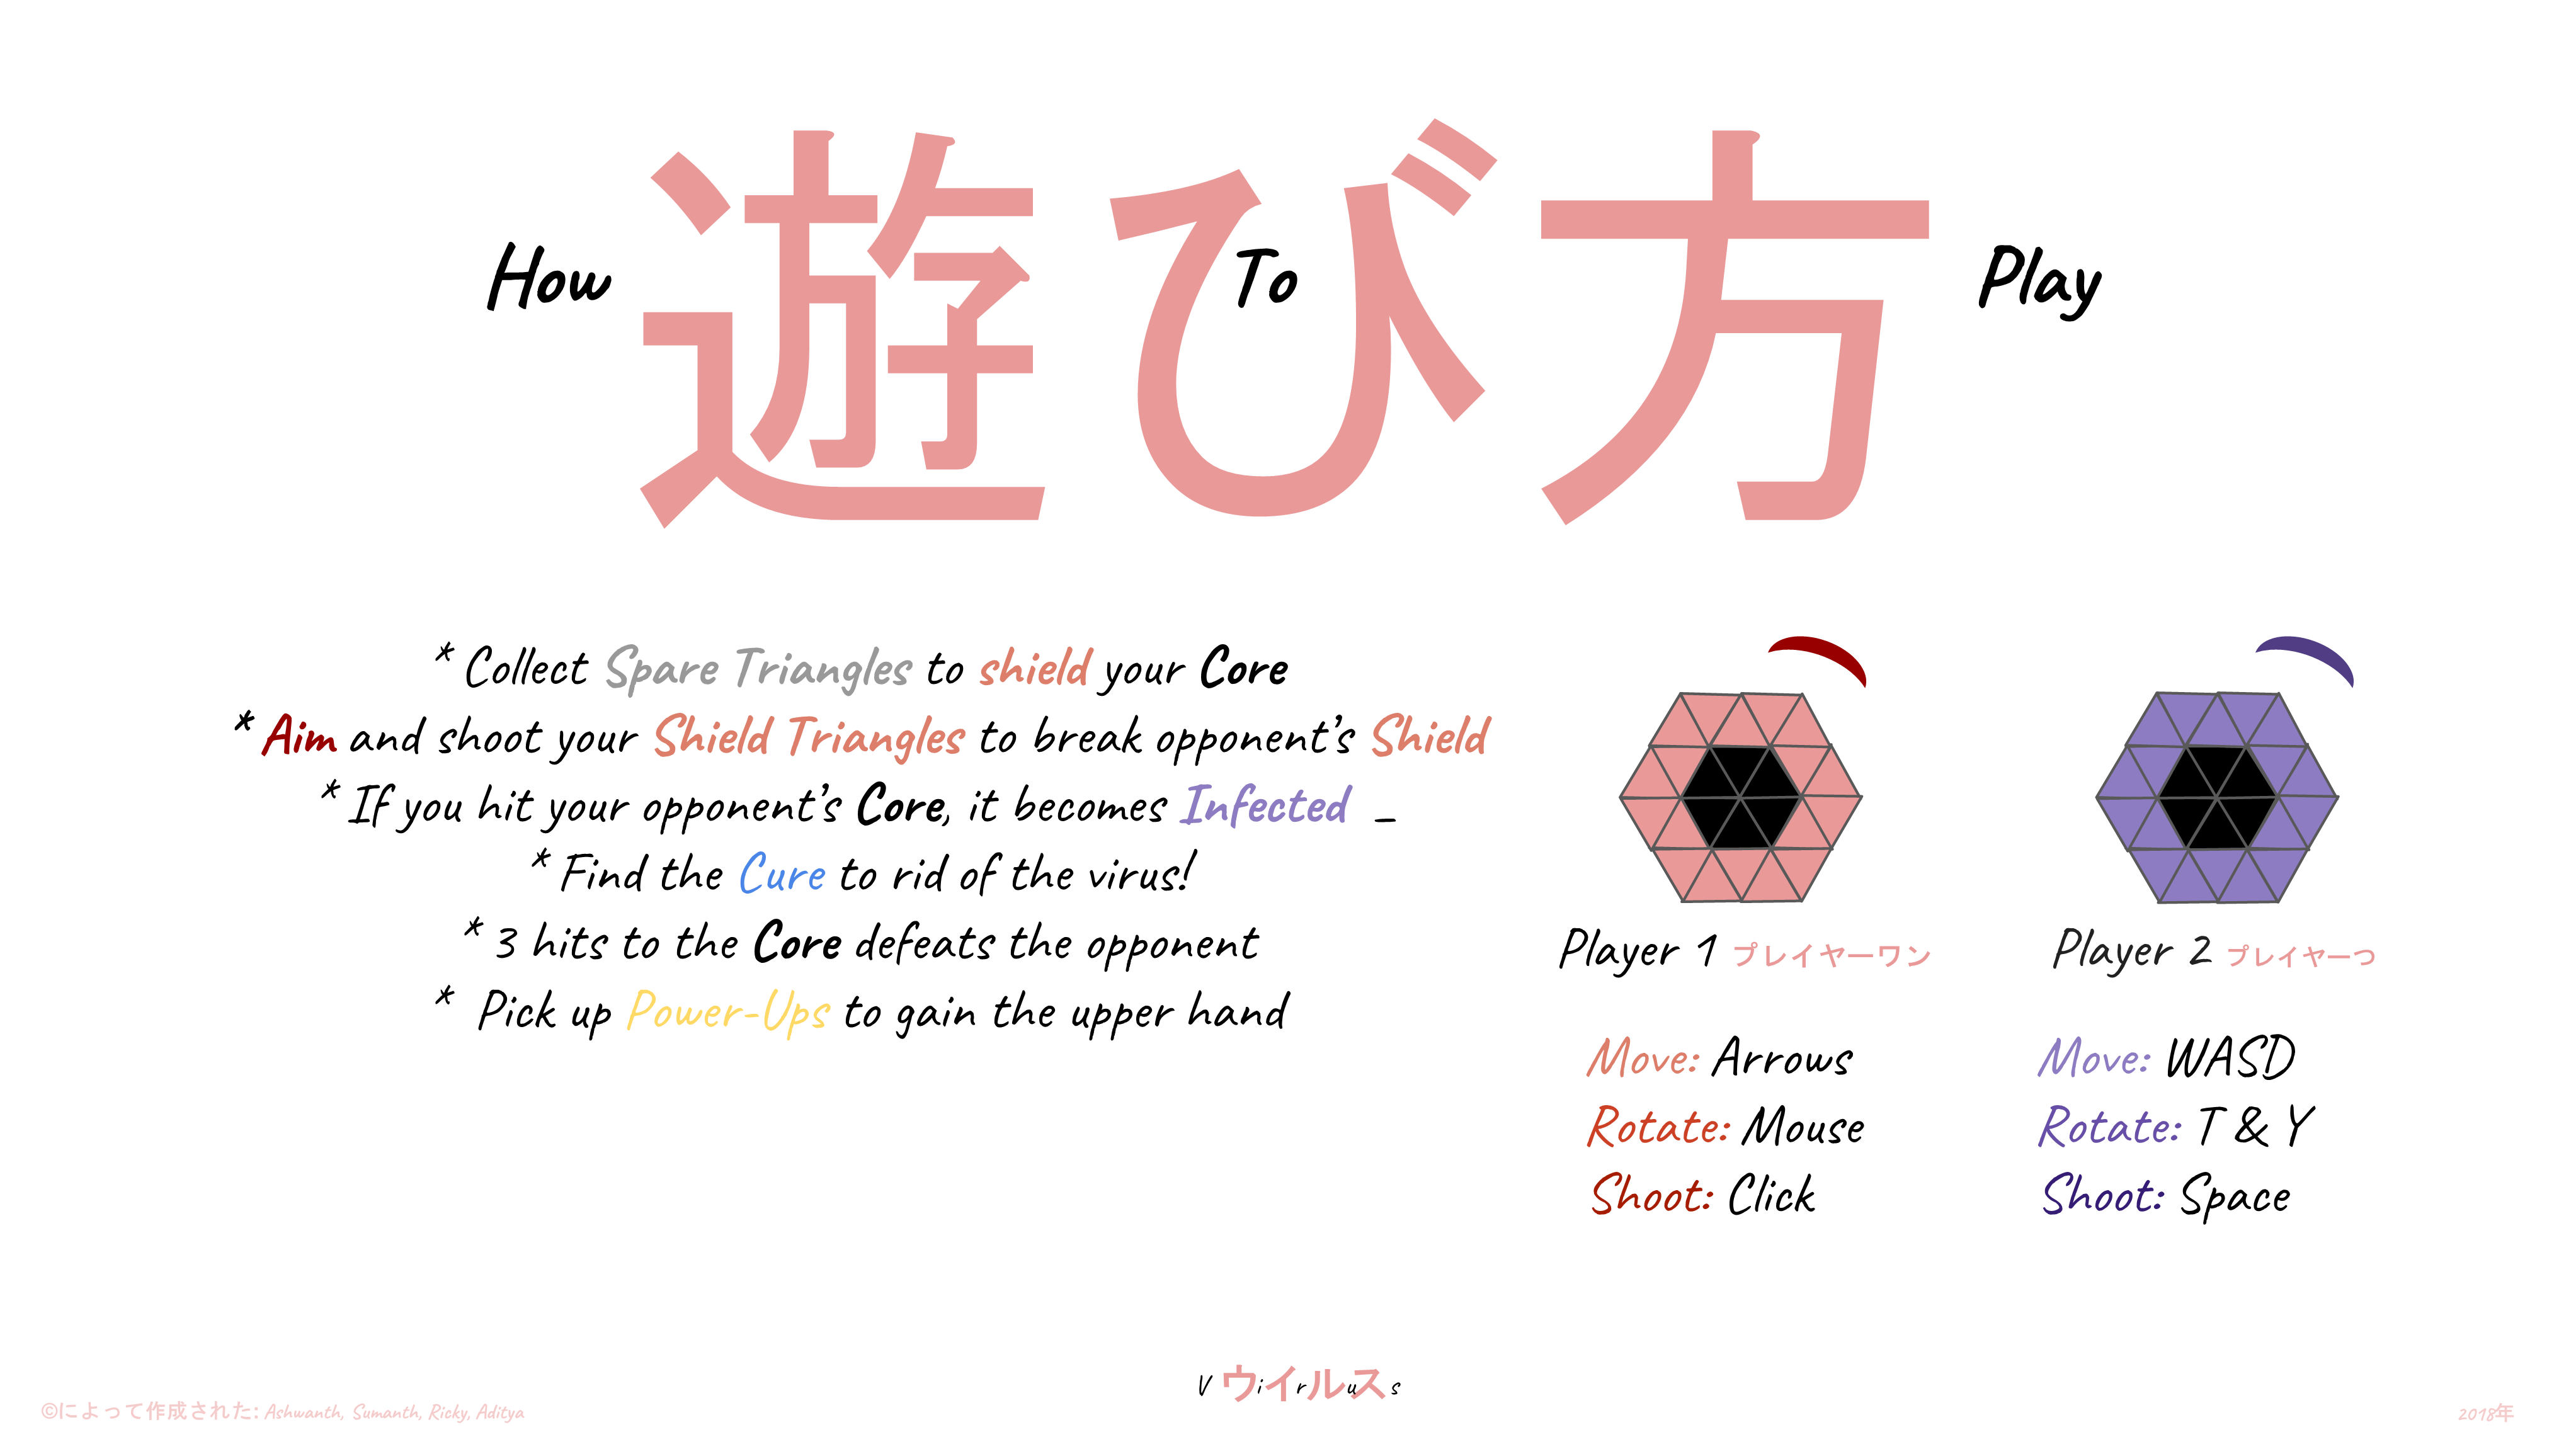 How 遊び方 To Play
* Collect Spare Triangles to shield your Core
* Aim and shoot your Shield Triangles to break opponent's Shield
* If you hit your opponent's Core, it becomes Infected _
* Find the Cure to rid of the virus!
* 3 hits to the Core defeats the opponent
* Pick up Power-Ups to gain the upper hand
Player 1 プレイヤーワン
Move: Arrows
Rotate: Mouse
Shoot: Click
Player 2 プレイヤーつ
Move: WASD
Rotate: T & Y
Shoot: Space
V ウiイrルuスs
©によって作成された: Ashwanth, Sumanth, Ricky, Aditya
2018年